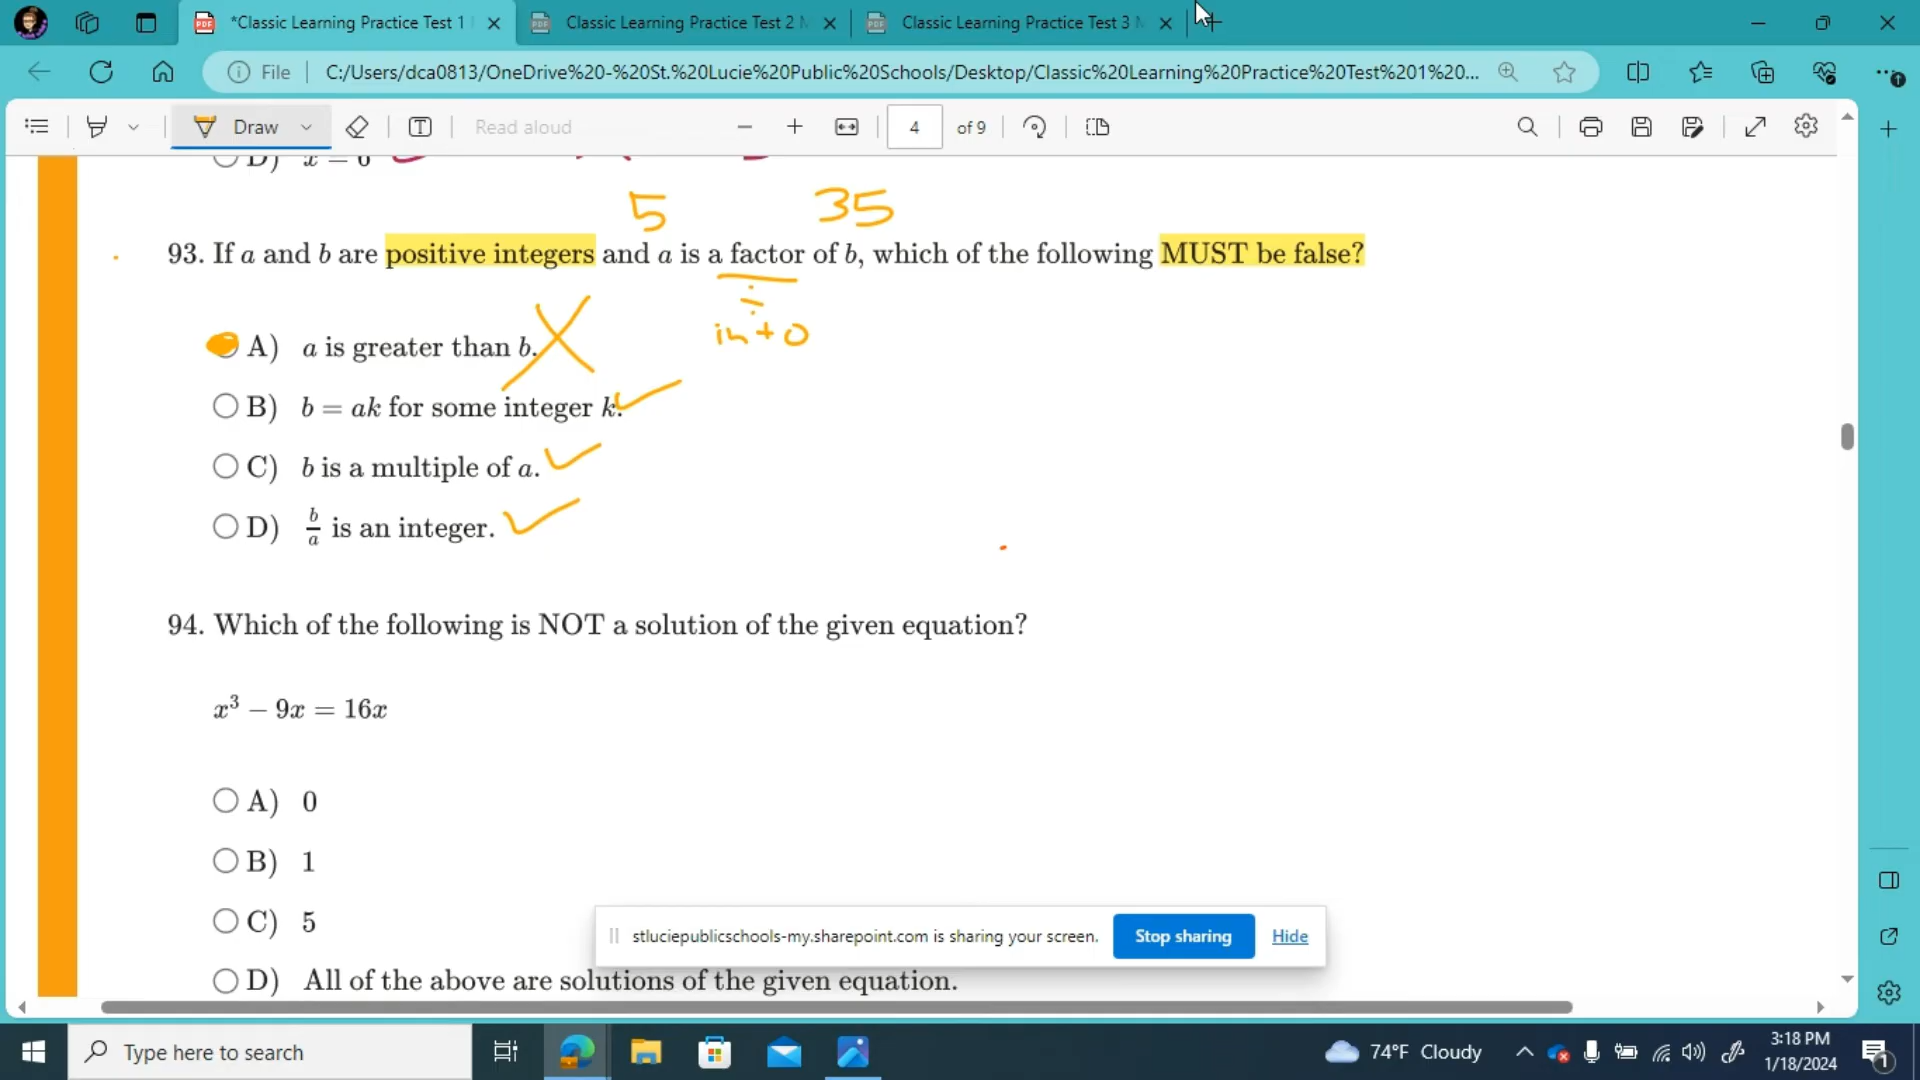 *Classic Learning Practice Test 1
Classic Learning Practice Test 2 M
Classic Learning Practice Test 3 M
File
C:/Users/dca0813/OneDrive%20-%20St.%20Lucie%20Public%20Schools/Desktop/Classic%20Learning%20Practice%20Test%201%20...
Draw
Read aloud
4 of 9
D) x = 6
5 35
93. If a and b are positive integers and a is a factor of b, which of the following MUST be false?
÷
into
A) a is greater than b.
B) b = ak for some integer k.
C) b is a multiple of a.
D) b/a is an integer.
94. Which of the following is NOT a solution of the given equation?
x³ − 9x = 16x
A) 0
B) 1
C) 5
D) All of the above are solutions of the given equation.
stluciepublicschools-my.sharepoint.com is sharing your screen.
Stop sharing
Hide
Type here to search
74°F Cloudy
3:18 PM
1/18/2024
1